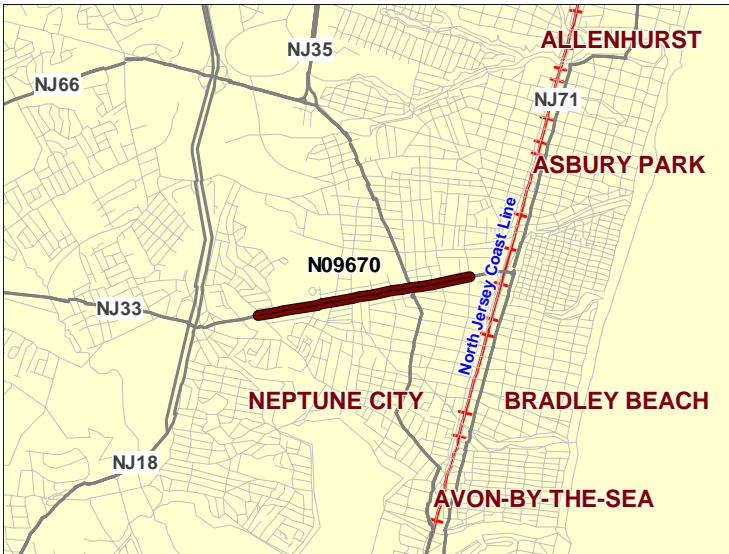 ALLENHURST
NJ35
NJ66
NJ71
ASBURY PARK
North Jersey Coast Line
N09670
NJ33
NEPTUNE CITY
BRADLEY BEACH
NJ18
AVON-BY-THE-SEA